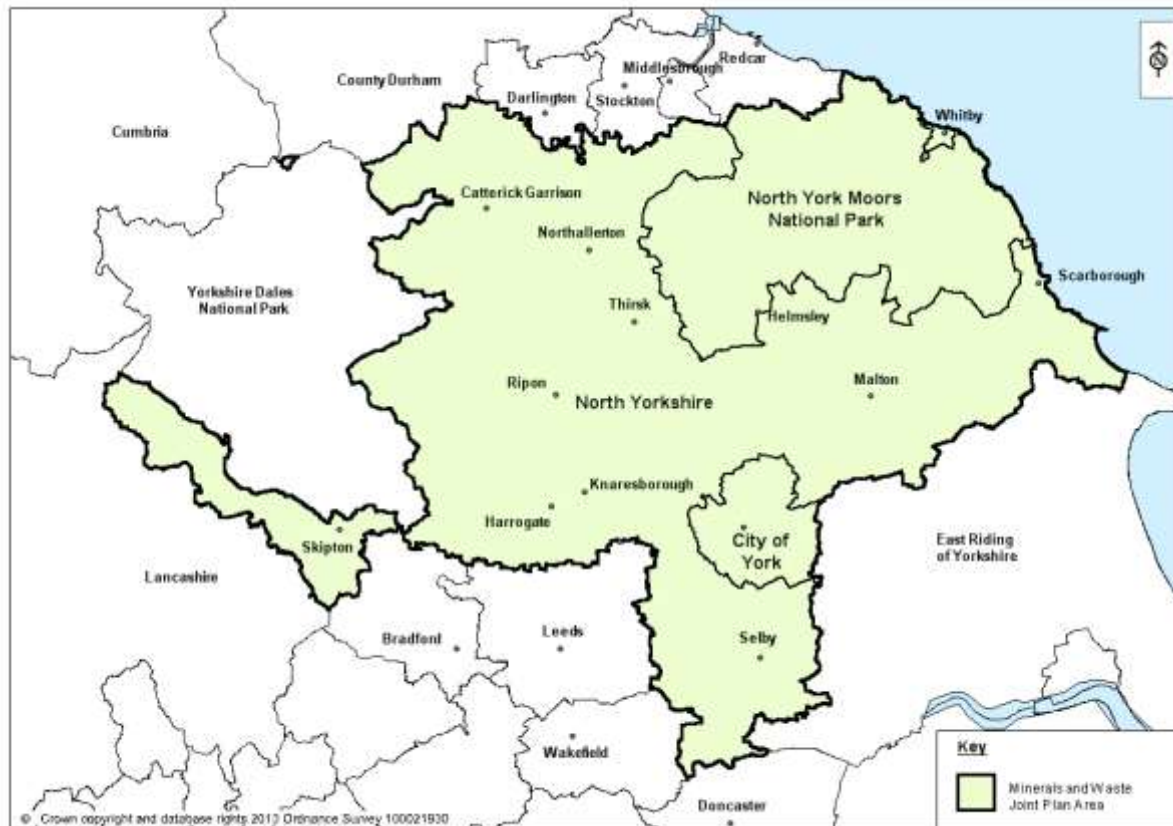 Redcar
Middlesbrough
County Durham
Stockton
Darlington
Cumbria
Whitby
Catterick Garrison
North York Moors
National Park
Northallerton
Scarborough
Yorkshire Dales
National Park
Thirsk
Helmsley
Ripon
North Yorkshire
Malton
Knaresborough
Harrogate
City of
York
East Riding
of Yorkshire
Skipton
Lancashire
Bradford
Leeds
Selby
Wakefield
Doncaster
Key
Minerals and Waste
Joint Plan Area
© Crown copyright and database rights 2013 Ordnance Survey 100021930